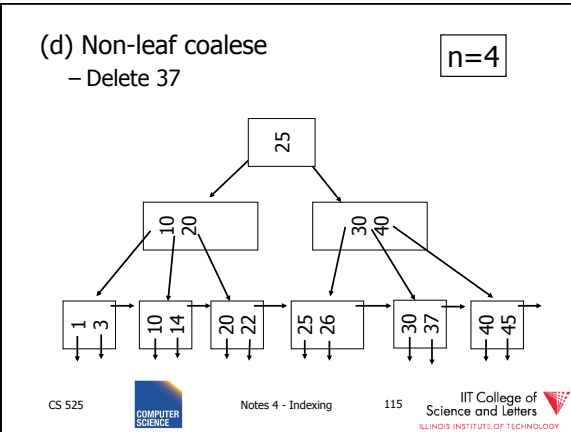 (d) Non-leaf coalese
n=4
– Delete 37
25
10 20
30 40
1 3
10 14
20 22
25 26
30 37
40 45
CS 525
COMPUTER
SCIENCE
Notes 4 - Indexing
115
IIT College of
Science and Letters
ILLINOIS INSTITUTE OF TECHNOLOGY